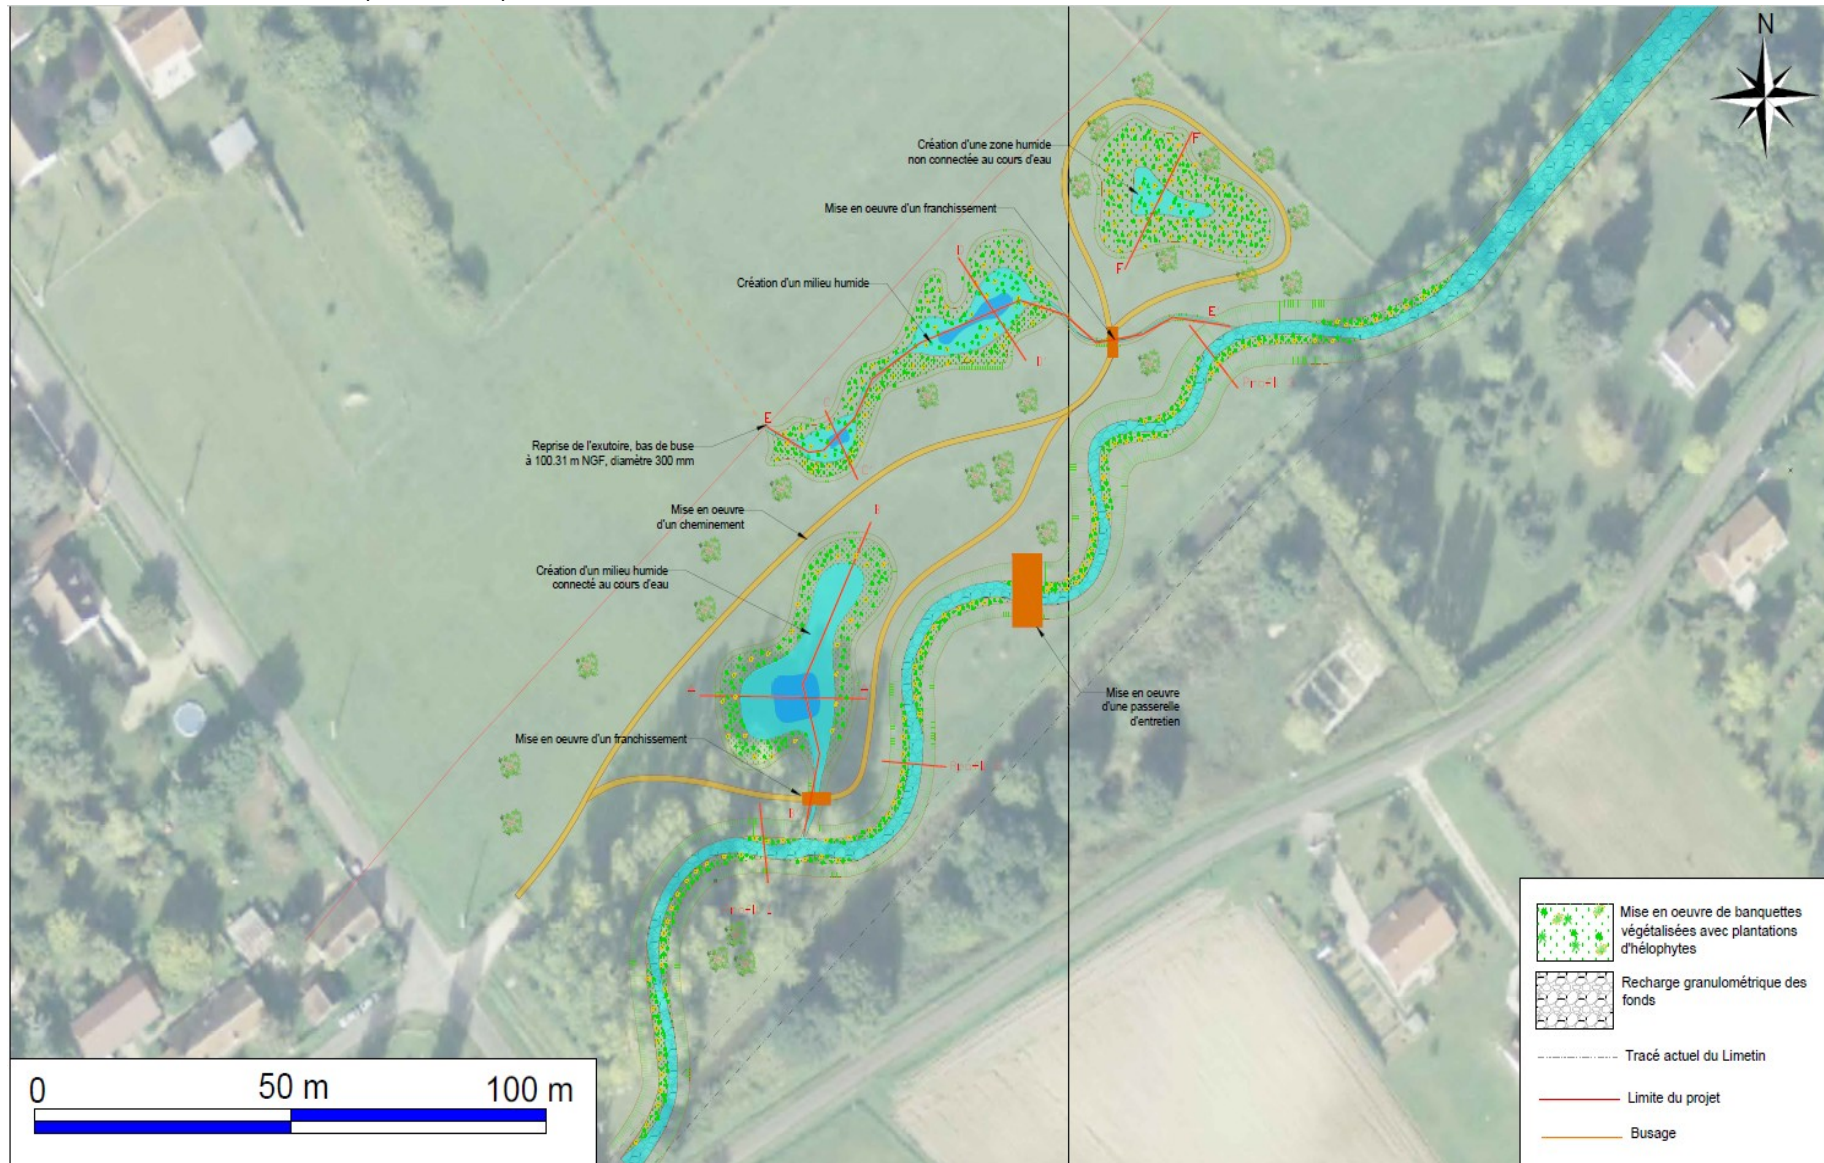 N
Création d'une zone humide
non connectée au cours d'eau
F
Mise en oeuvre d'un franchissement
F
Création d'un milieu humide
E
E
Reprise de l'exutoire, bas de buse
à 100.31 m NGF, diamètre 300 mm
Mise en oeuvre
d'un cheminement
Création d'un milieu humide
connecté au cours d'eau
Mise en oeuvre
d'une passerelle
d'entretien
Mise en oeuvre d'un franchissement
Mise en oeuvre de banquettes
végétalisées avec plantations
d'hélophytes
Recharge granulométrique des
fonds
Tracé actuel du Limetin
Limite du projet
Busage
0 50 m 100 m